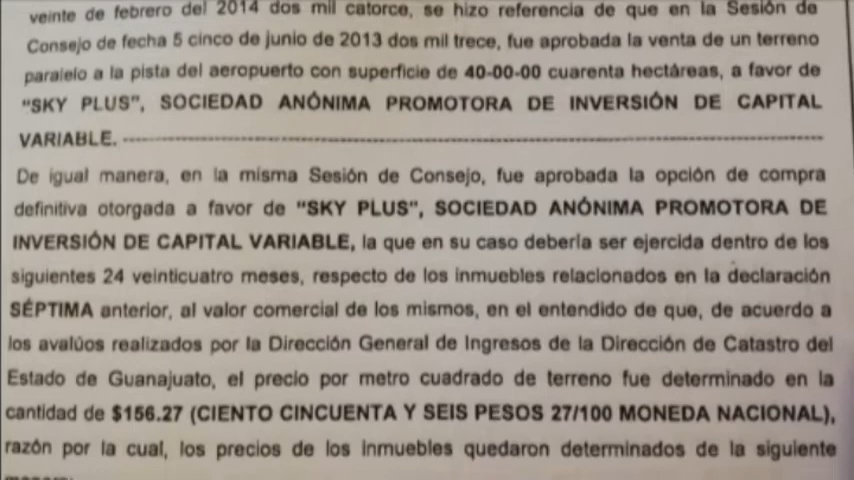 veinte de febrero del 2014 dos mil catorce, se hizo referencia de que en la Sesión de
Consejo de fecha 5 cinco de junio de 2013 dos mil trece, fue aprobada la venta de un terreno
paralelo a la pista del aeropuerto con superficie de 40-00-00 cuarenta hectáreas, a favor de
"SKY PLUS", SOCIEDAD ANÓNIMA PROMOTORA DE INVERSIÓN DE CAPITAL
VARIABLE. ------------------------------------------------------------
De igual manera, en la misma Sesión de Consejo, fue aprobada la opción de compra
definitiva otorgada a favor de "SKY PLUS", SOCIEDAD ANÓNIMA PROMOTORA DE
INVERSIÓN DE CAPITAL VARIABLE, la que en su caso debería ser ejercida dentro de los
siguientes 24 veinticuatro meses, respecto de los inmuebles relacionados en la declaración
SÉPTIMA anterior, al valor comercial de los mismos, en el entendido de que, de acuerdo a
los avalúos realizados por la Dirección General de Ingresos de la Dirección de Catastro del
Estado de Guanajuato, el precio por metro cuadrado de terreno fue determinado en la
cantidad de $156.27 (CIENTO CINCUENTA Y SEIS PESOS 27/100 MONEDA NACIONAL),
razón por la cual, los precios de los inmuebles quedaron determinados de la siguiente